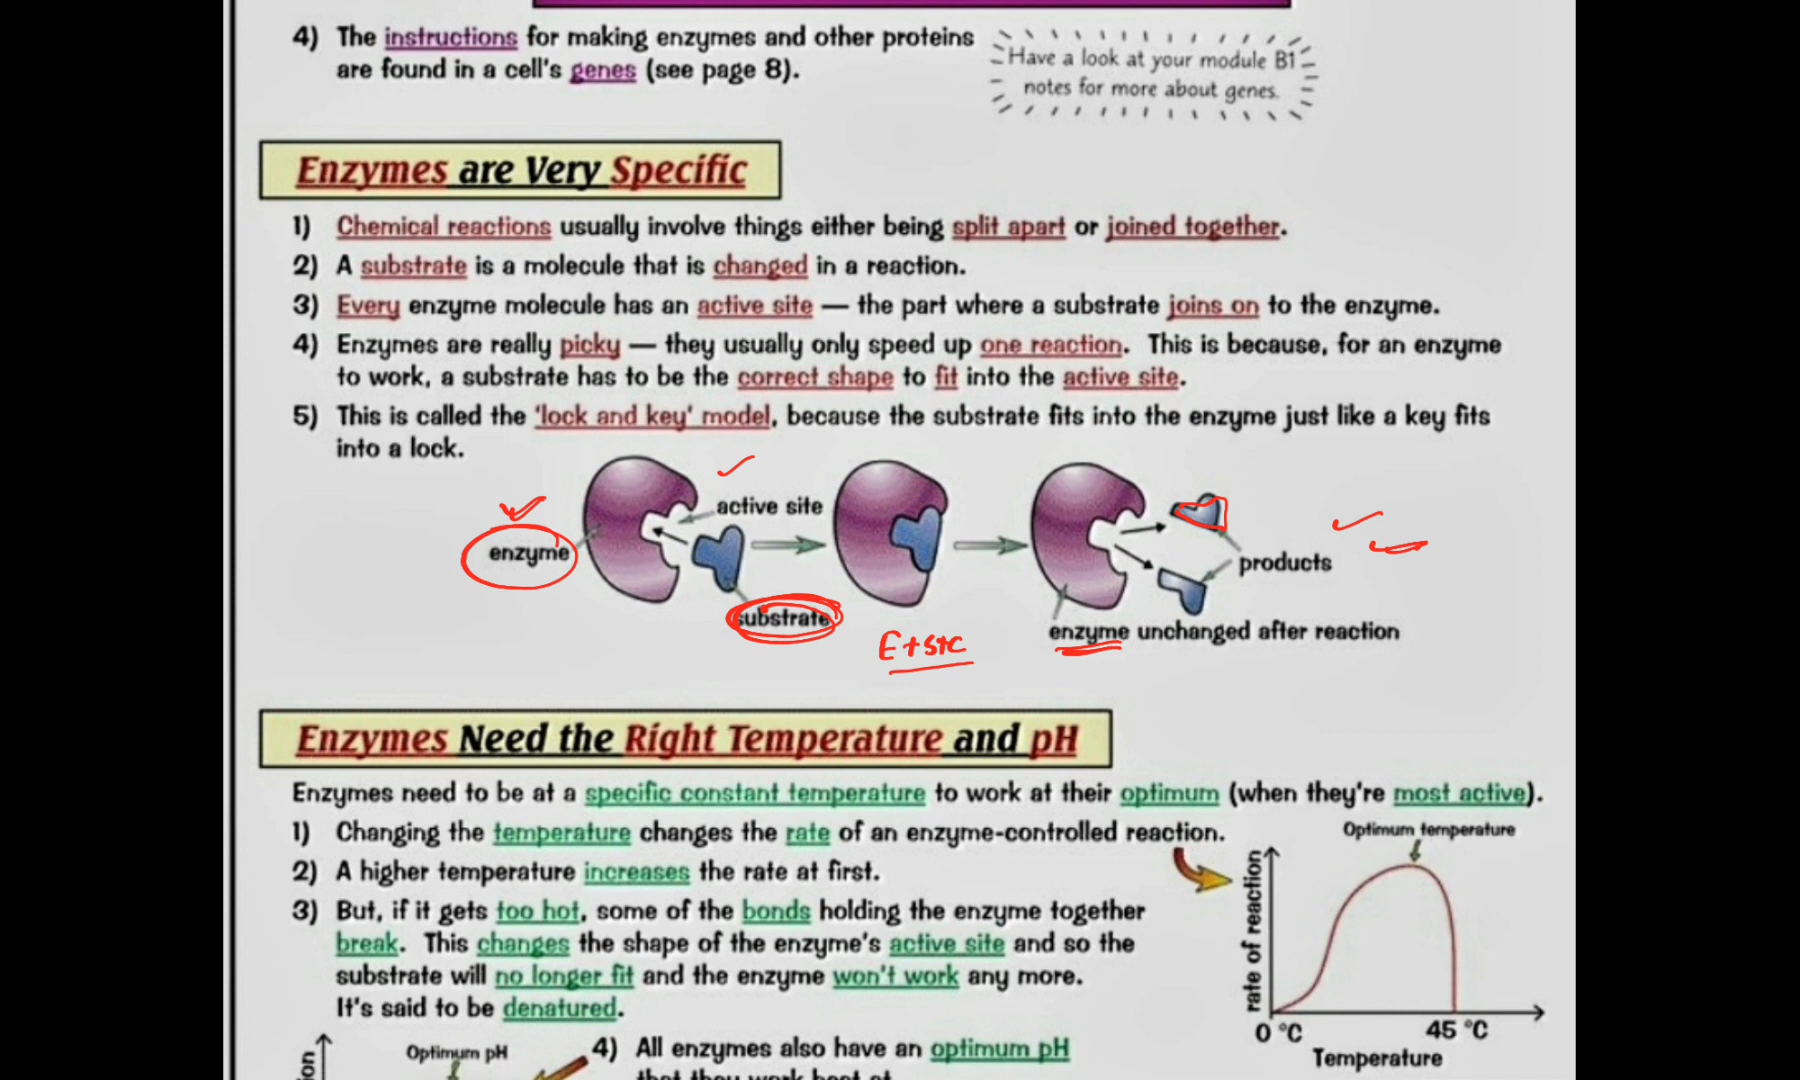 4) The instructions for making enzymes and other proteins
are found in a cell's genes (see page 8).
Have a look at your module B1
notes for more about genes.
Enzymes are Very Specific
1) Chemical reactions usually involve things either being split apart or joined together.
2) A substrate is a molecule that is changed in a reaction.
3) Every enzyme molecule has an active site — the part where a substrate joins on to the enzyme.
4) Enzymes are really picky — they usually only speed up one reaction. This is because, for an enzyme
to work, a substrate has to be the correct shape to fit into the active site.
5) This is called the 'lock and key' model, because the substrate fits into the enzyme just like a key fits
into a lock.
active site
enzyme
products
substrate
enzyme unchanged after reaction
Enzymes Need the Right Temperature and pH
Enzymes need to be at a specific constant temperature to work at their optimum (when they're most active).
1) Changing the temperature changes the rate of an enzyme-controlled reaction.
2) A higher temperature increases the rate at first.
3) But, if it gets too hot, some of the bonds holding the enzyme together
break. This changes the shape of the enzyme's active site and so the
substrate will no longer fit and the enzyme won't work any more.
It's said to be denatured.
Optimum temperature
rate of reaction
0 °C
45 °C
Temperature
Optimum pH
4) All enzymes also have an optimum pH
that they work best at.